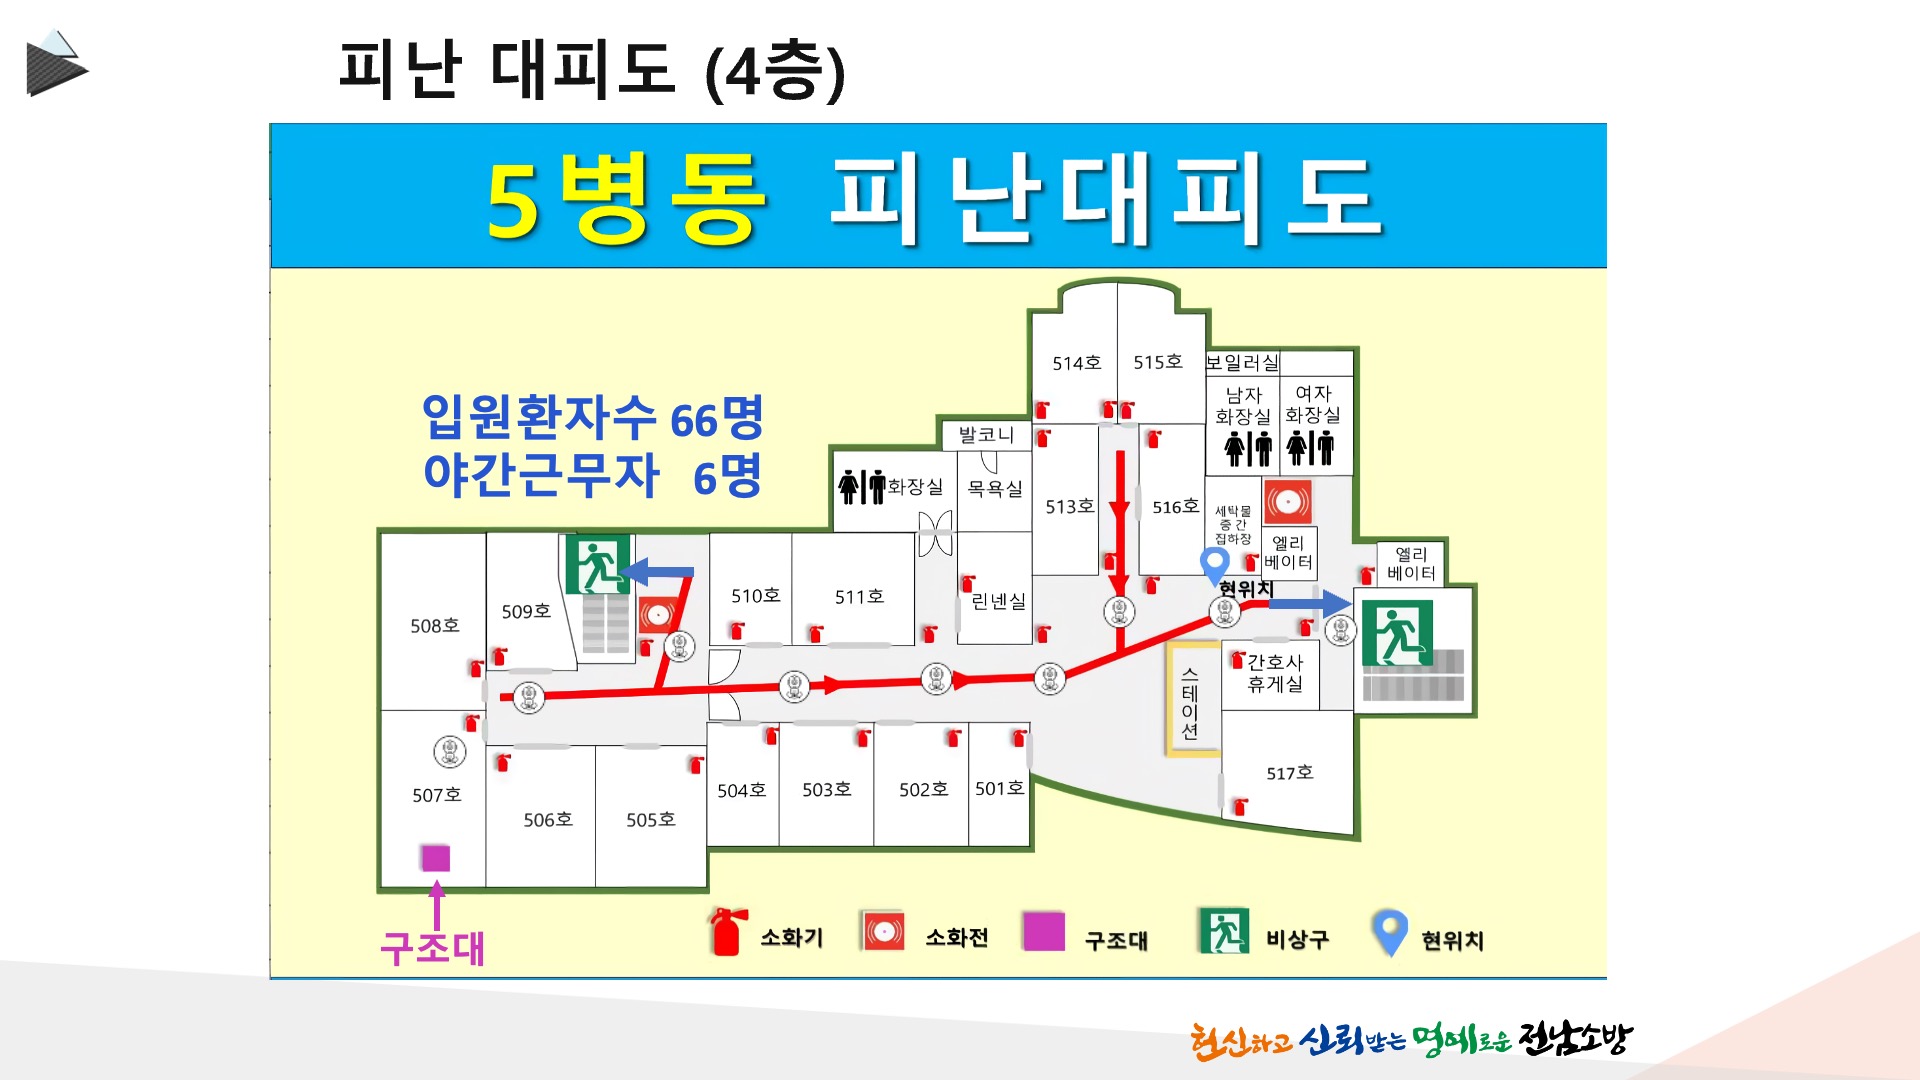 피난 대피도 (4층)
5병동 피난대피도
입원환자수 66명
야간근무자 6명
514호
515호
보일러실
남자
화장실
여자
화장실
발코니
화장실
목욕실
513호
516호
세탁물
중 간
집하장
엘리
베이터
엘리
베이터
현위치
508호
509호
510호
511호
린넨실
스테이션
간호사
휴게실
507호
506호
505호
504호
503호
502호
501호
517호
구조대
소화기
소화전
구조대
비상구
현위치
헌신하고 신뢰받는 명예로운 전남소방